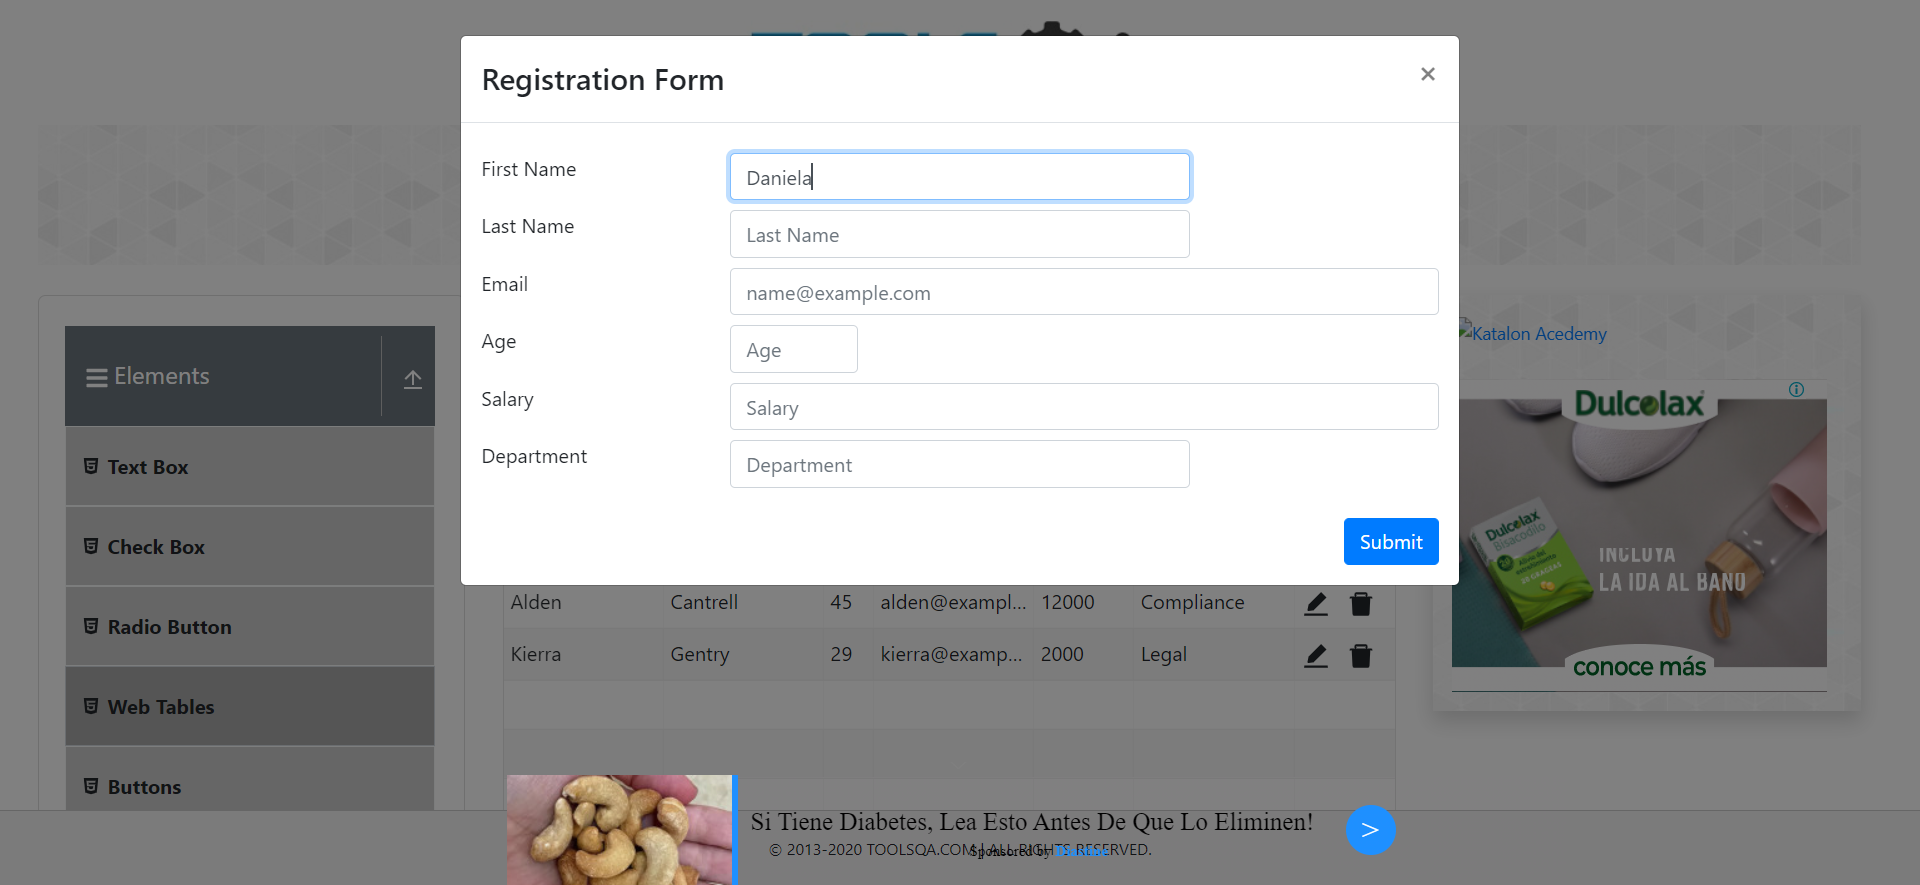 Registration Form
×
First Name
Daniela
Last Name
Last Name
Email
name@example.com
Age
Age
Salary
Salary
Department
Department
Submit
Elements
Text Box
Check Box
Radio Button
Web Tables
Buttons
Alden Cantrell 45 alden@exampl... 12000 Compliance
Kierra Gentry 29 kierra@examp... 2000 Legal
Katalon Acedemy
Dulcolax
Dulcolax
Bisacodilo
20 GRAGEAS
INCLUYA
LA IDA AL BAÑO
conoce más
Si Tiene Diabetes, Lea Esto Antes De Que Lo Eliminen!
>
© 2013-2020 TOOLSQA.COM | ALL RIGHTS RESERVED.
Sponsored by